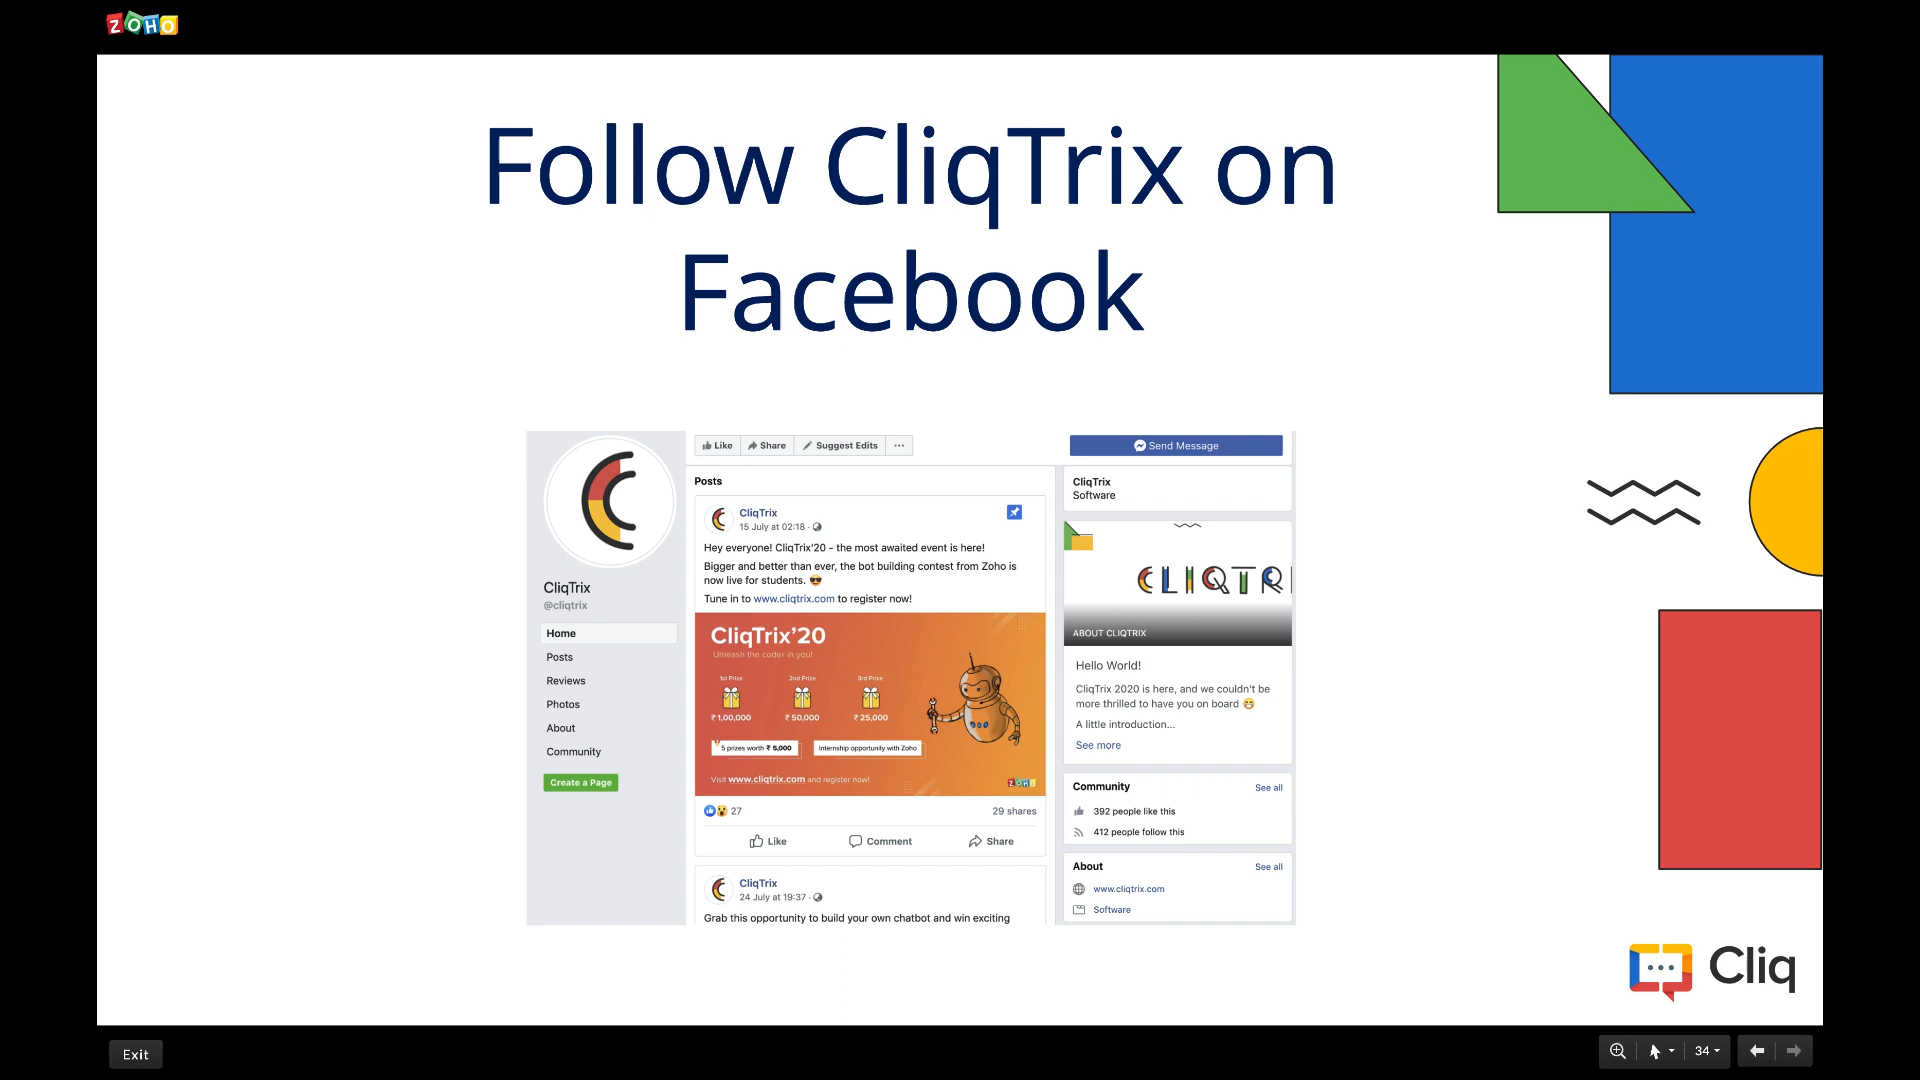 ZOHO
Follow CliqTrix on
Facebook
CliqTrix
@cliqtrix
Home
Posts
Reviews
Photos
About
Community
Create a Page
Like Share Suggest Edits ...
Posts
CliqTrix
15 July at 02:18 ·
Hey everyone! CliqTrix'20 - the most awaited event is here!
Bigger and better than ever, the bot building contest from Zoho is
now live for students. 😎
Tune in to www.cliqtrix.com to register now!
CliqTrix’20
Unleash the coder in you!
1st Prize 2nd Prize 3rd Prize
₹ 1,00,000 ₹ 50,000 ₹ 25,000
5 prizes worth ₹ 5,000 Internship opportunity with Zoho
Visit www.cliqtrix.com and register now!
ZOHO
27 29 shares
Like Comment Share
CliqTrix
24 July at 19:37 ·
Grab this opportunity to build your own chatbot and win exciting
Send Message
CliqTrix
Software
CLIQTRI
ABOUT CLIQTRIX
Hello World!
CliqTrix 2020 is here, and we couldn't be
more thrilled to have you on board 😁
A little introduction...
See more
Community See all
392 people like this
412 people follow this
About See all
www.cliqtrix.com
Software
Cliq
Exit
34